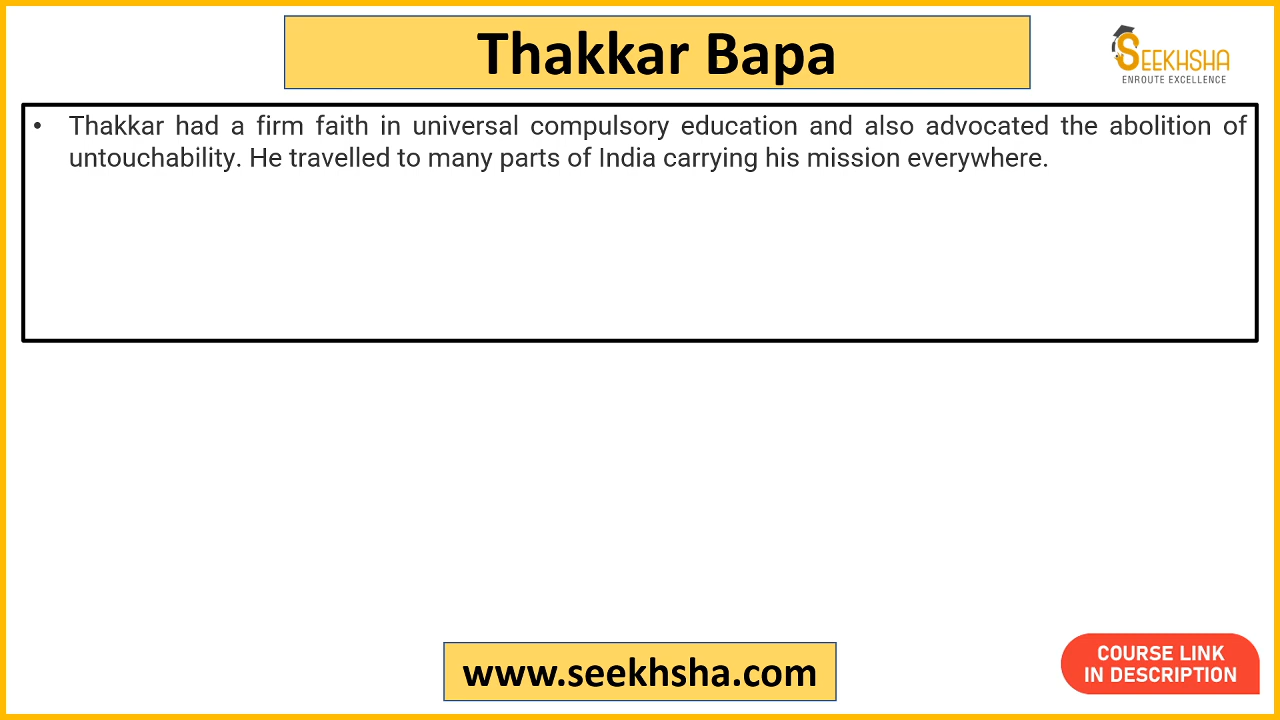 Thakkar Bapa
SEEKHSHA
ENROUTE EXCELLENCE
• Thakkar had a firm faith in universal compulsory education and also advocated the abolition of
untouchability. He travelled to many parts of India carrying his mission everywhere.
www.seekhsha.com
COURSE LINK
IN DESCRIPTION